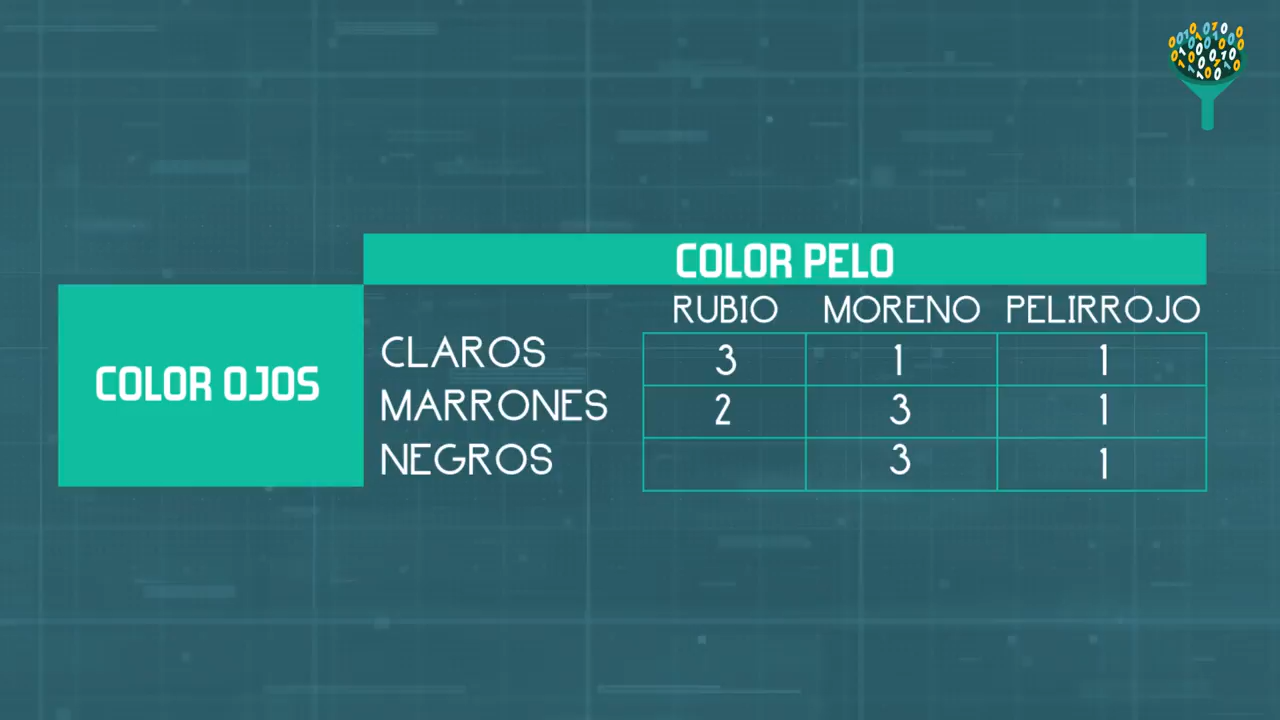 COLOR PELO
RUBIO MORENO PELIRROJO
COLOR OJOS
CLAROS 3 1 1
MARRONES 2 3 1
NEGROS 3 1